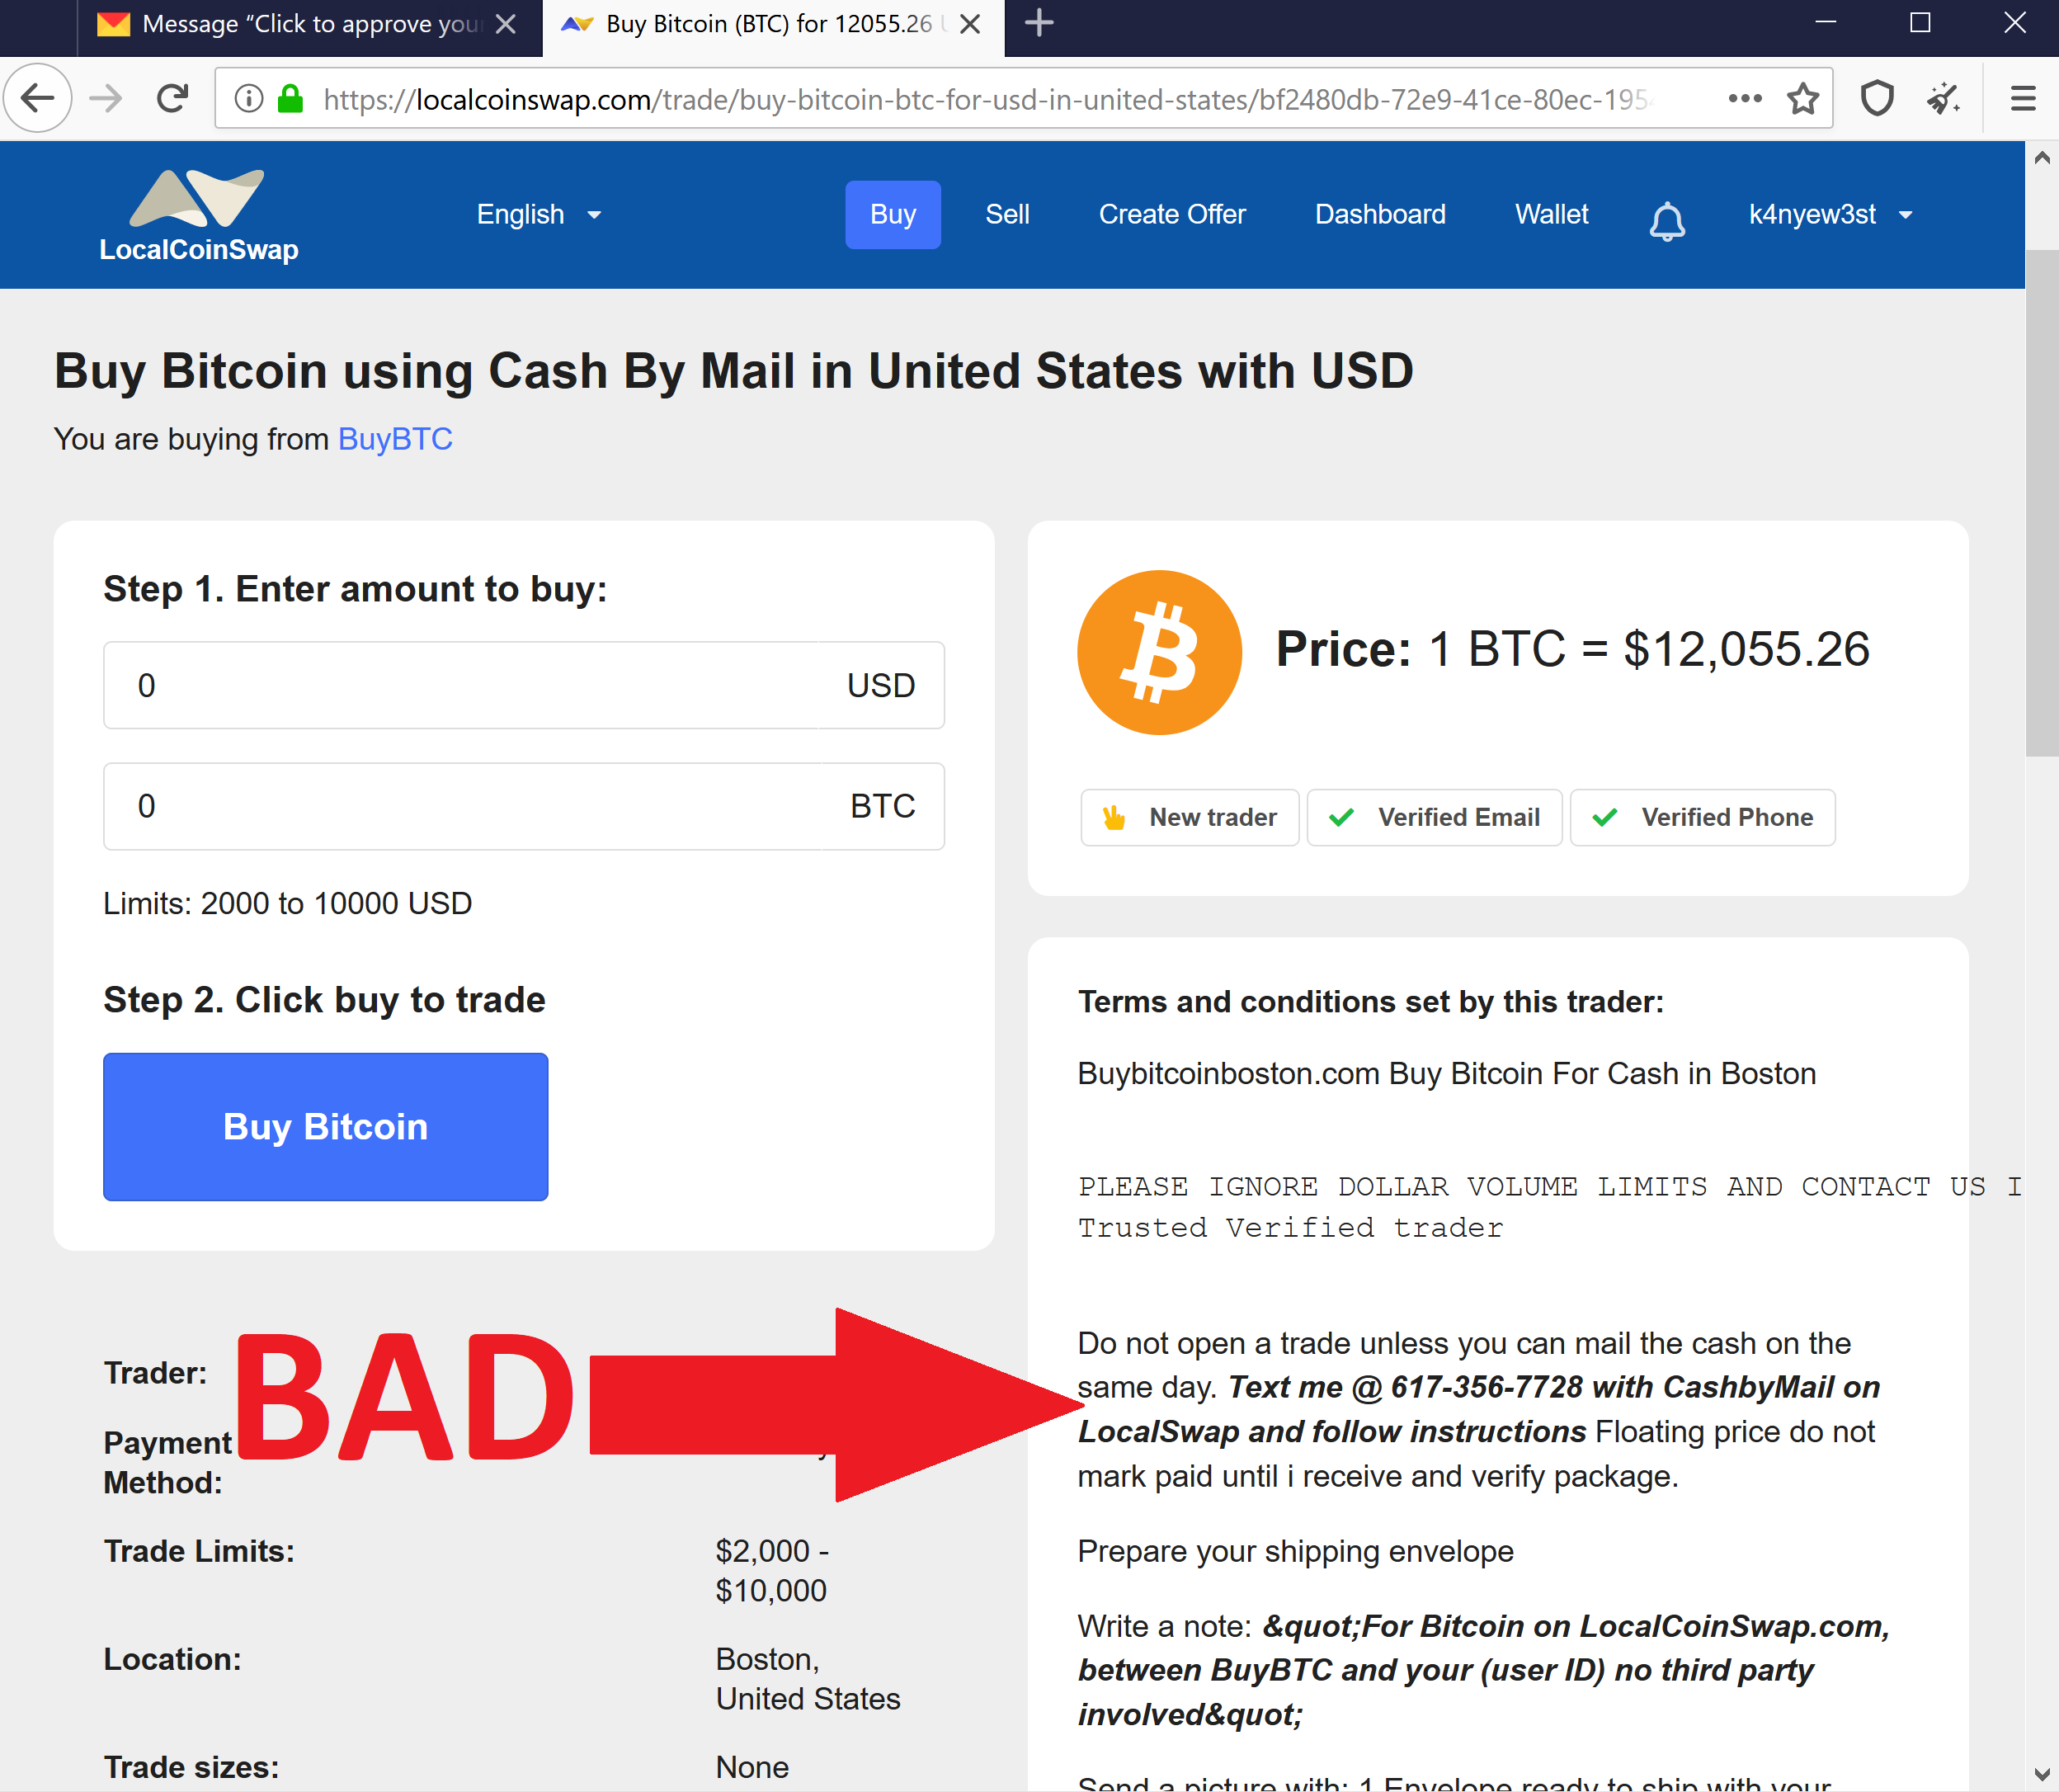 Message “Click to approve your
Buy Bitcoin (BTC) for 12055.26 U
https://localcoinswap.com/trade/buy-bitcoin-btc-for-usd-in-united-states/bf2480db-72e9-41ce-80ec-195
LocalCoinSwap
English
Buy
Sell
Create Offer
Dashboard
Wallet
k4nyew3st
Buy Bitcoin using Cash By Mail in United States with USD
You are buying from BuyBTC
Step 1. Enter amount to buy:
0 USD
0 BTC
Limits: 2000 to 10000 USD
Step 2. Click buy to trade
Buy Bitcoin
Trader:
BAD
Payment
Method:
Trade Limits:
$2,000 -
$10,000
Location:
Boston,
United States
Trade sizes:
None
Price: 1 BTC = $12,055.26
New trader
Verified Email
Verified Phone
Terms and conditions set by this trader:
Buybitcoinboston.com Buy Bitcoin For Cash in Boston
PLEASE IGNORE DOLLAR VOLUME LIMITS AND CONTACT US I
Trusted Verified trader
Do not open a trade unless you can mail the cash on the
same day. Text me @ 617-356-7728 with CashbyMail on
LocalSwap and follow instructions Floating price do not
mark paid until i receive and verify package.
Prepare your shipping envelope
Write a note: &quot;For Bitcoin on LocalCoinSwap.com,
between BuyBTC and your (user ID) no third party
involved&quot;
Send a picture with: 1 Envelope ready to ship with your